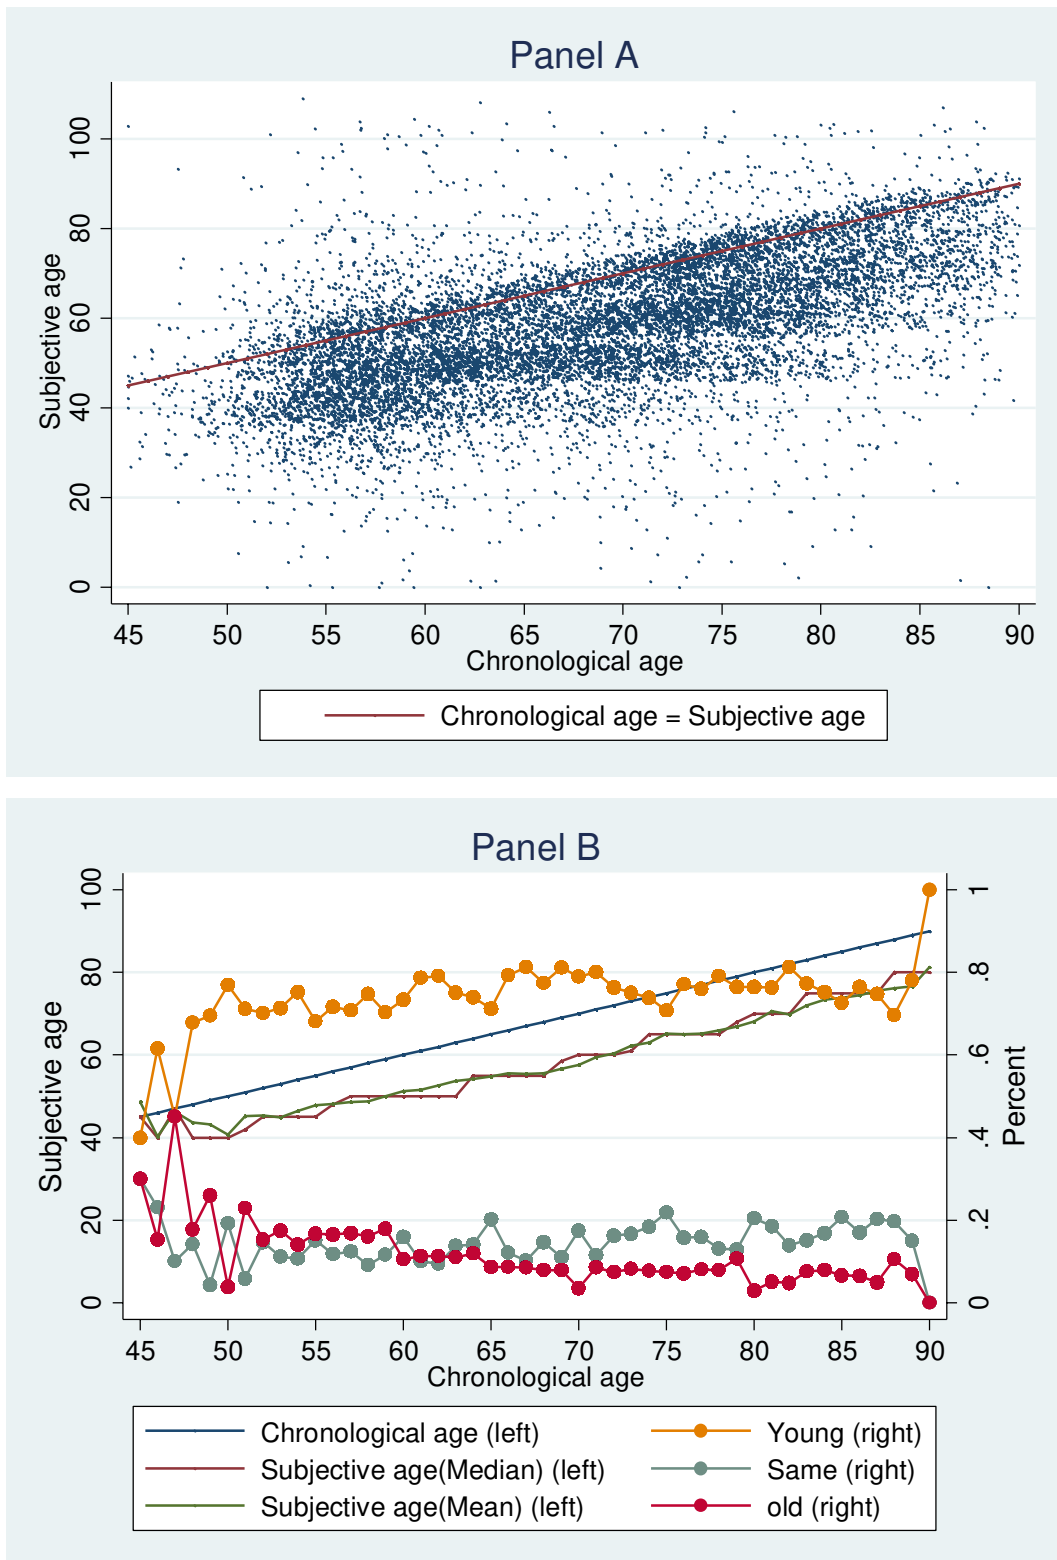 Panel A
Subjective age
100
80
60
40
20
0
45 50 55 60 65 70 75 80 85 90
Chronological age
Chronological age = Subjective age
Panel B
Subjective age
100
80
60
40
20
0
1
.8
.6
.4
.2
0
Percent
45 50 55 60 65 70 75 80 85 90
Chronological age
Chronological age (left) Young (right)
Subjective age(Median) (left) Same (right)
Subjective age(Mean) (left) old (right)